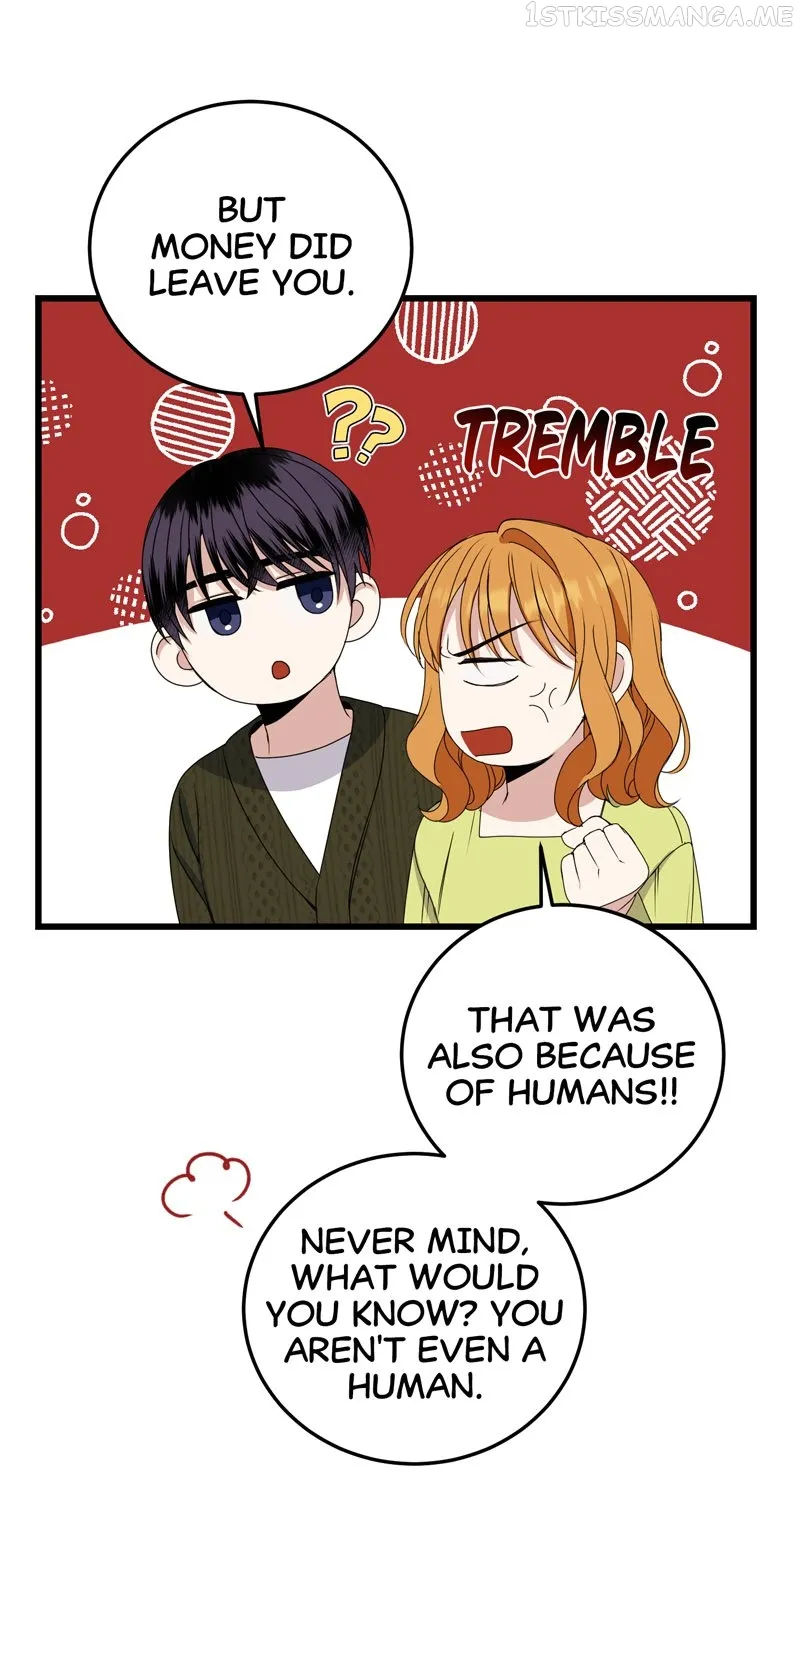 1STKISSMANGA.ME
BUT
MONEY DID
LEAVE YOU.
??
TREMBLE
THAT WAS
ALSO BECAUSE
OF HUMANS!!
NEVER MIND,
WHAT WOULD
YOU KNOW? YOU
AREN'T EVEN A
HUMAN.